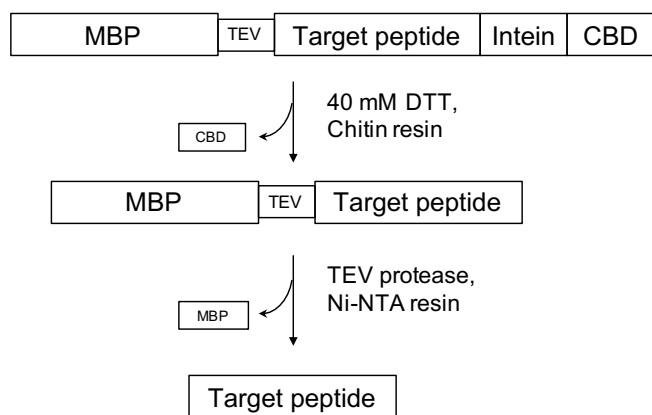 MBP TEV Target peptide Intein CBD
40 mM DTT,
Chitin resin
CBD
MBP TEV Target peptide
TEV protease,
Ni-NTA resin
MBP
Target peptide